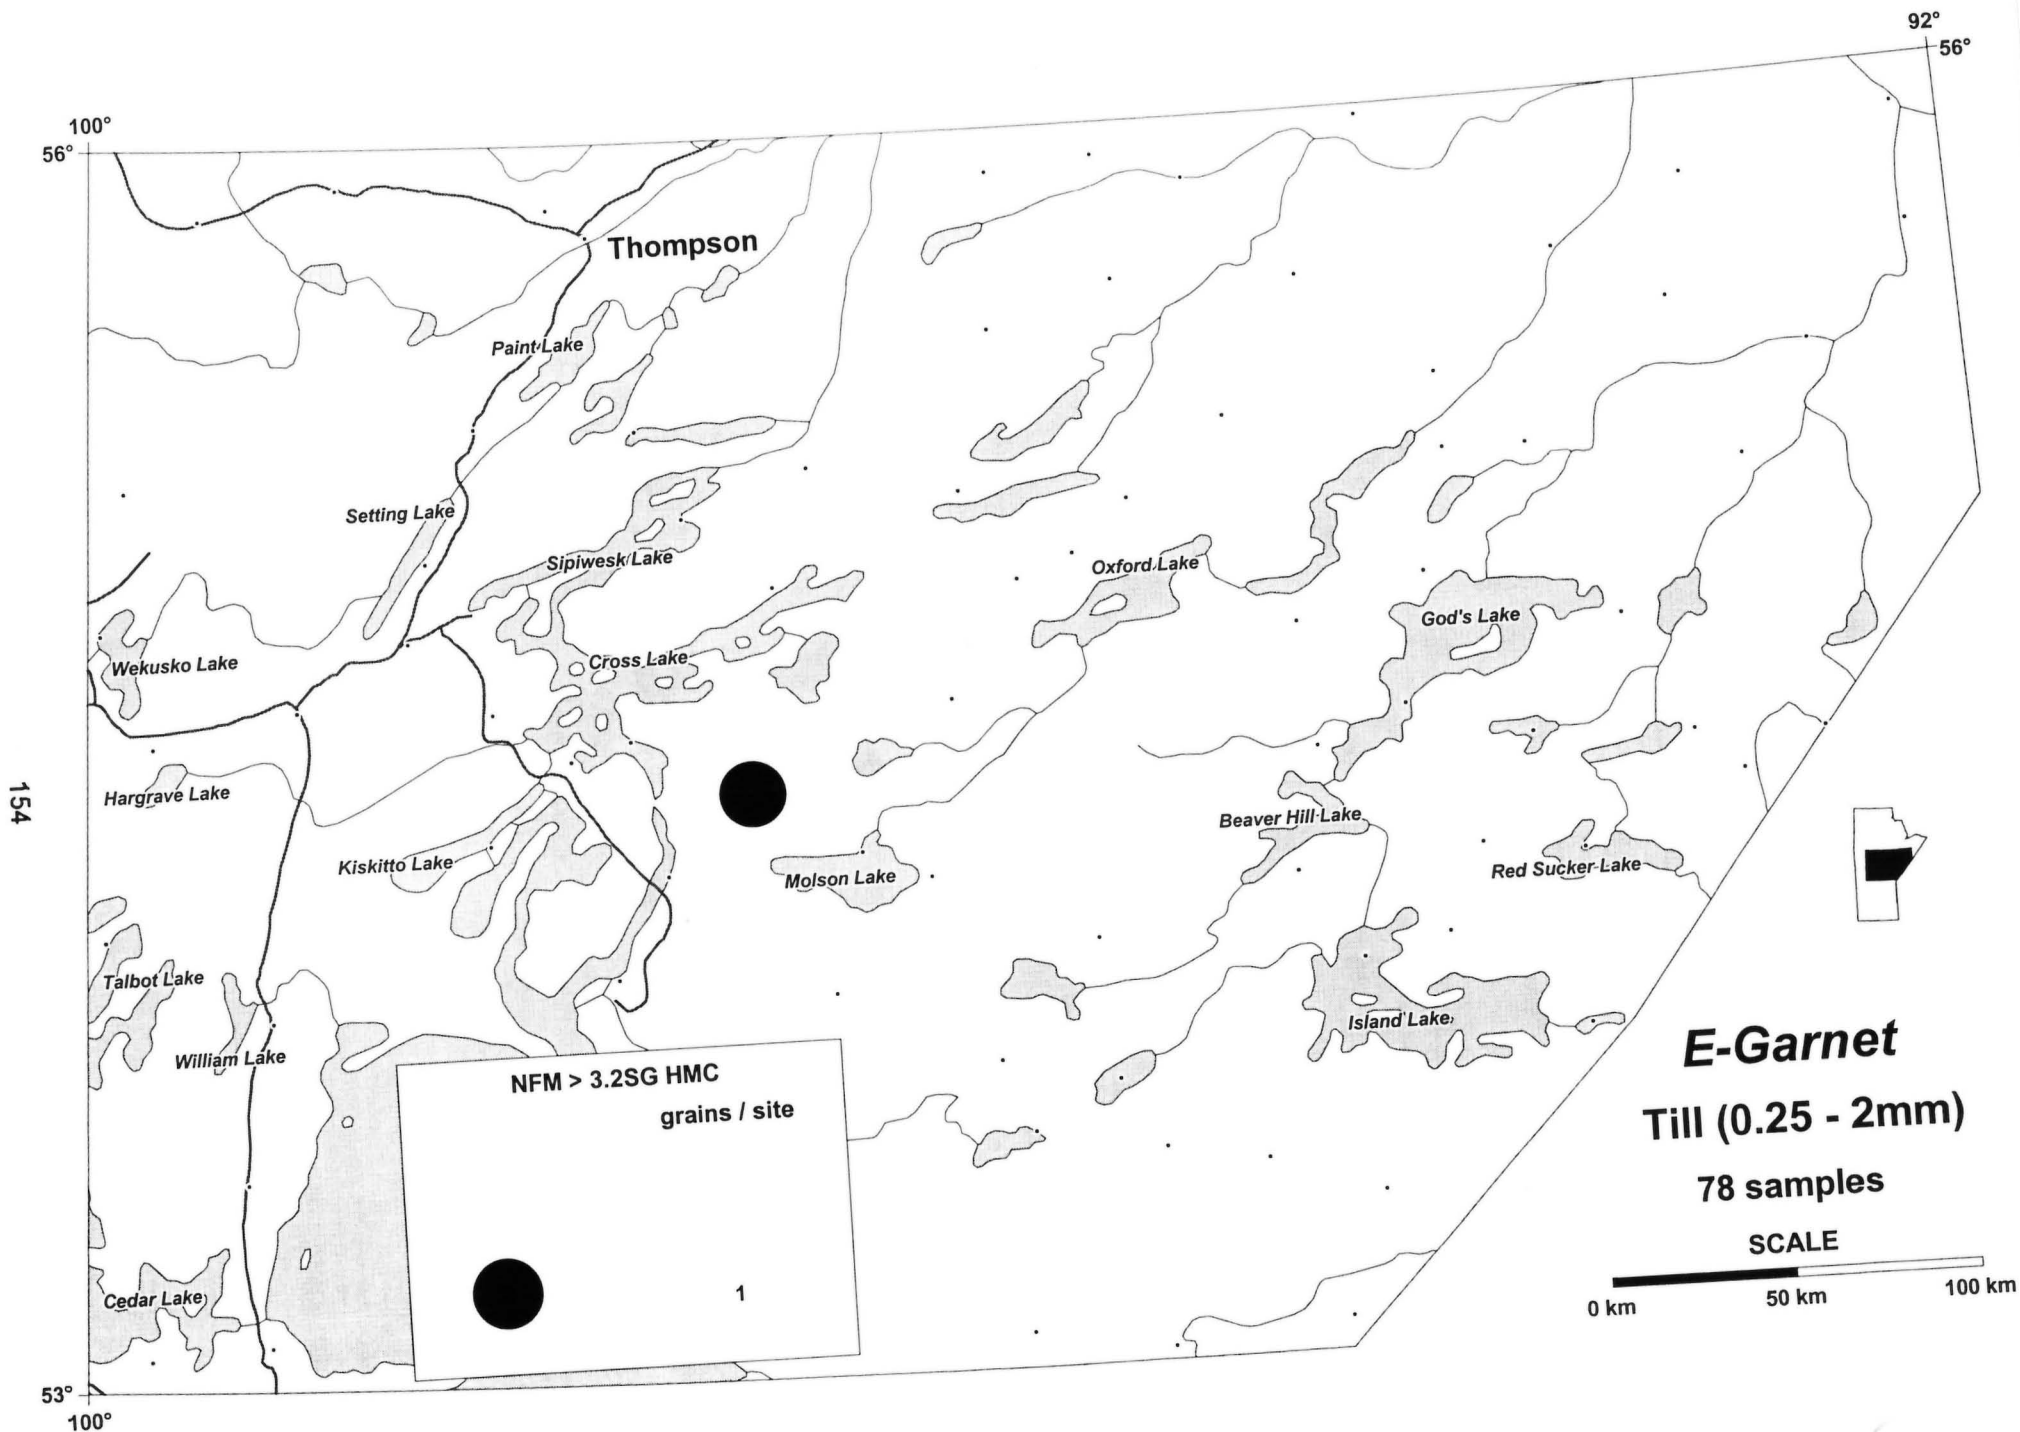 92°
56°
100°
56°
Thompson
Paint Lake
Setting Lake
Sipiwesk Lake
Oxford Lake
God's Lake
Cross Lake
Wekusko Lake
Hargrave Lake
Beaver Hill Lake
Kiskitto Lake
Molson Lake
Red Sucker Lake
Talbot Lake
Island Lake
William Lake
Cedar Lake
154
E-Garnet
Till (0.25 - 2mm)
78 samples
SCALE
0 km 50 km 100 km
NFM > 3.2SG HMC
grains / site
1
53°
100°